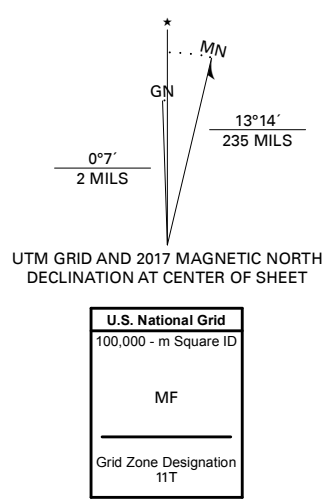 ★
MN
GN
13°14´
235 MILS
0°7´
2 MILS
UTM GRID AND 2017 MAGNETIC NORTH
DECLINATION AT CENTER OF SHEET
U.S. National Grid
100,000 - m Square ID
MF
Grid Zone Designation
11T